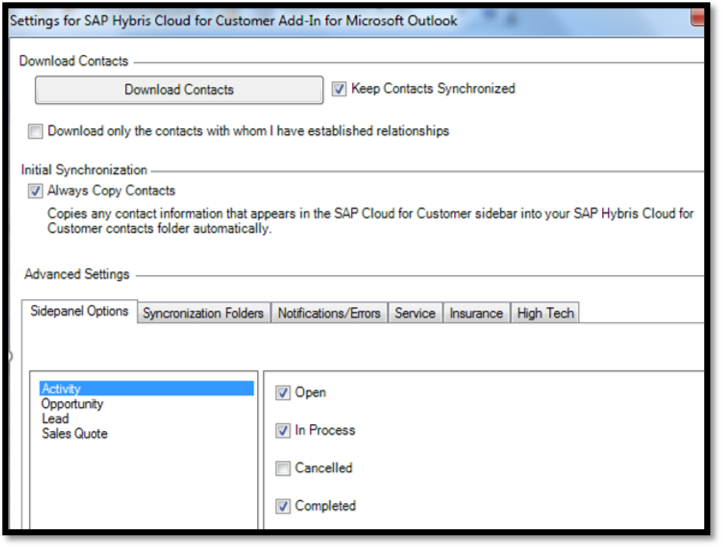 Settings for SAP Hybris Cloud for Customer Add-In for Microsoft Outlook
Download Contacts
Download Contacts
Keep Contacts Synchronized
Download only the contacts with whom I have established relationships
Initial Synchronization
Always Copy Contacts
Copies any contact information that appears in the SAP Cloud for Customer sidebar into your SAP Hybris Cloud for
Customer contacts folder automatically.
Advanced Settings
Sidepanel Options
Syncronization Folders
Notifications/Errors
Service
Insurance
High Tech
Activity
Opportunity
Lead
Sales Quote
Open
In Process
Cancelled
Completed